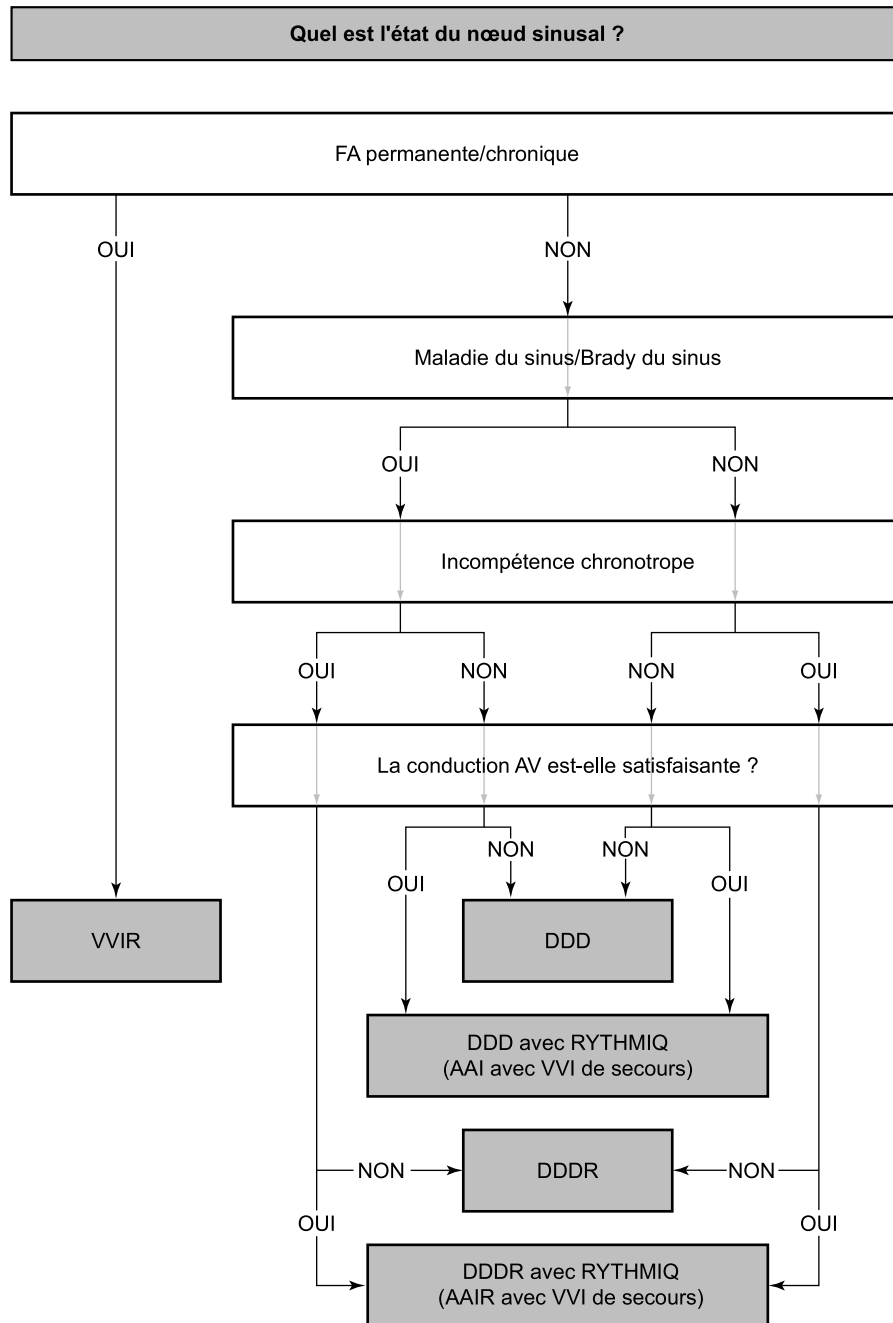 Quel est l'état du nœud sinusal ?
FA permanente/chronique
OUI
NON
Maladie du sinus/Brady du sinus
OUI
NON
Incompétence chronotrope
OUI
NON
NON
OUI
La conduction AV est-elle satisfaisante ?
NON
NON
OUI
OUI
VVIR
DDD
DDD avec RYTHMIQ
(AAI avec VVI de secours)
NON
DDDR
NON
OUI
OUI
DDDR avec RYTHMIQ
(AAIR avec VVI de secours)